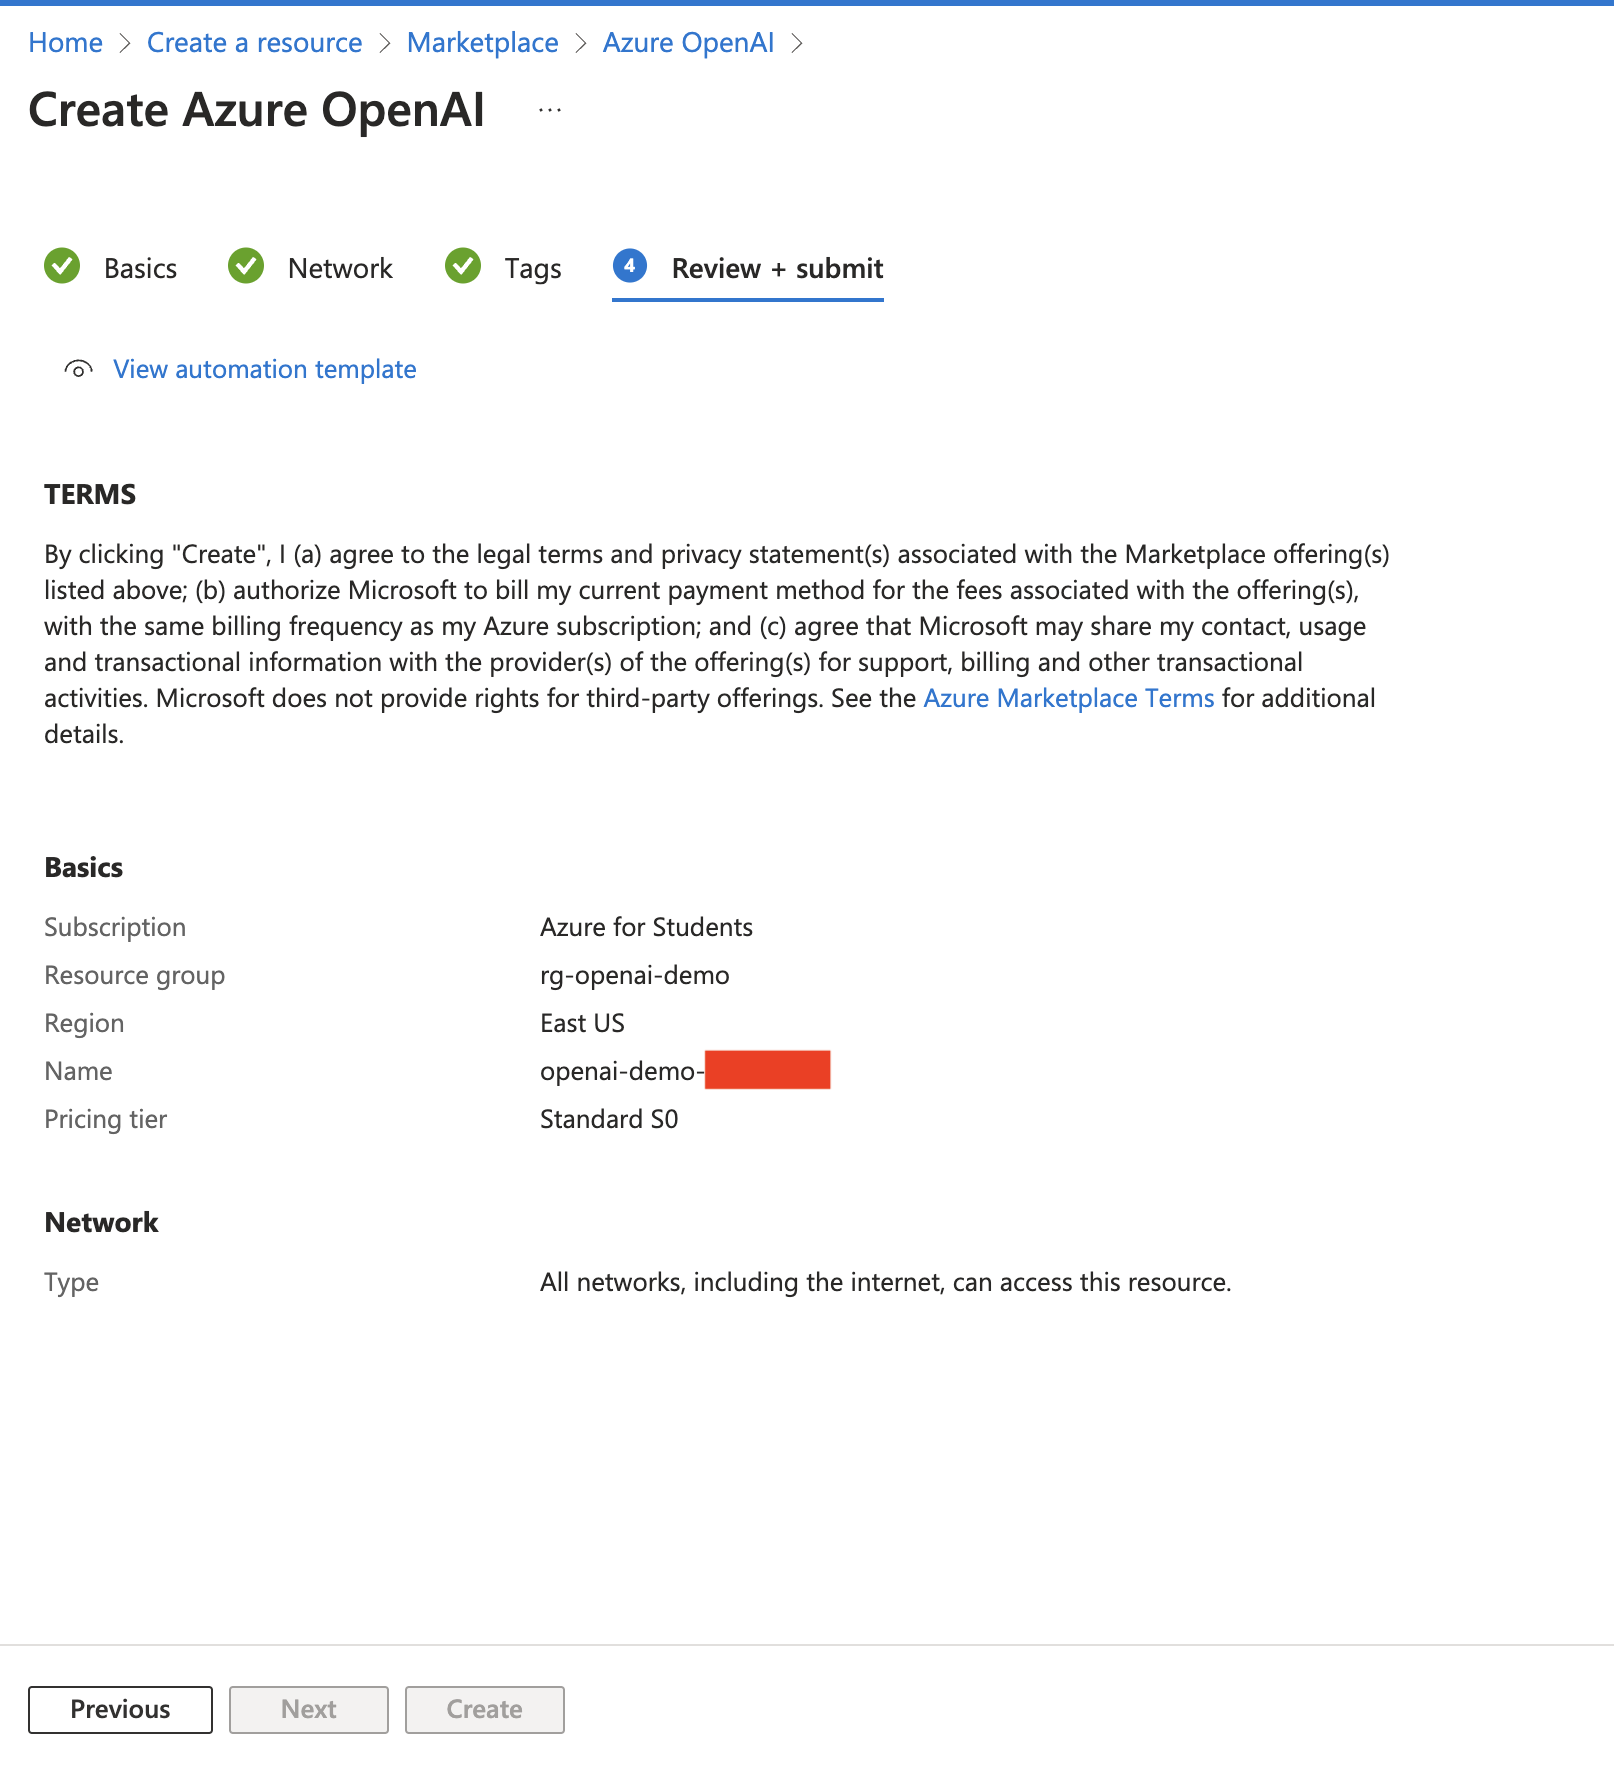 Home > Create a resource > Marketplace > Azure OpenAI >
Create Azure OpenAI ...
Basics Network Tags 4 Review + submit
View automation template
TERMS
By clicking "Create", I (a) agree to the legal terms and privacy statement(s) associated with the Marketplace offering(s)
listed above; (b) authorize Microsoft to bill my current payment method for the fees associated with the offering(s),
with the same billing frequency as my Azure subscription; and (c) agree that Microsoft may share my contact, usage
and transactional information with the provider(s) of the offering(s) for support, billing and other transactional
activities. Microsoft does not provide rights for third-party offerings. See the Azure Marketplace Terms for additional
details.
Basics
Subscription Azure for Students
Resource group rg-openai-demo
Region East US
Name openai-demo-
Pricing tier Standard S0
Network
Type All networks, including the internet, can access this resource.
Previous Next Create